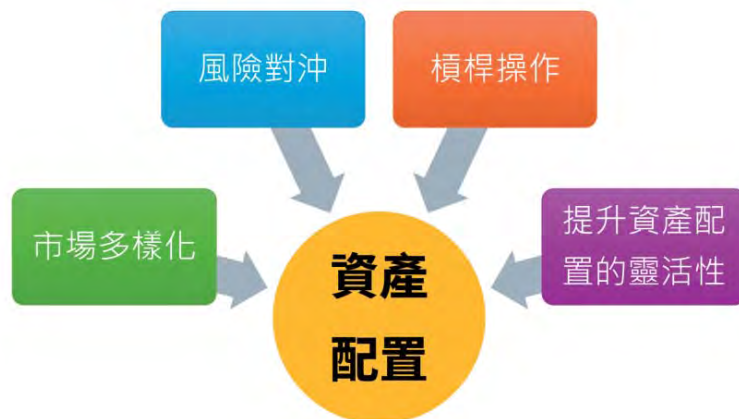 風險對沖
槓桿操作
市場多樣化
提升資產配
置的靈活性
資產
配置